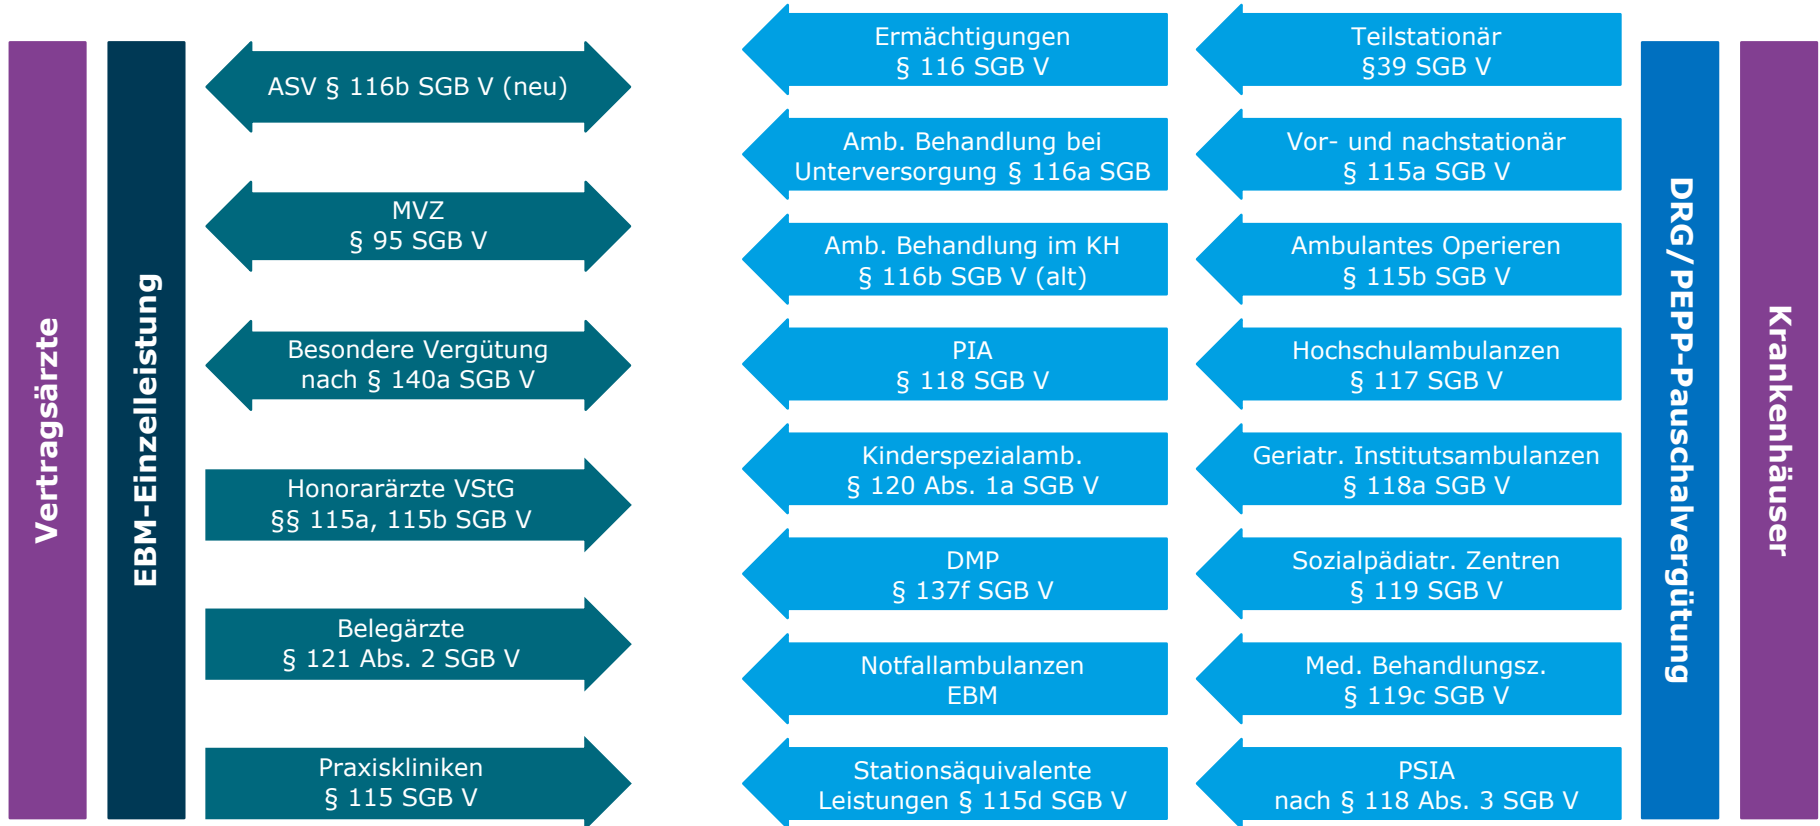 Vertragsärzte
EBM-Einzelleistung
ASV § 116b SGB V (neu)
MVZ
§ 95 SGB V
Besondere Vergütung
nach § 140a SGB V
Honorarärzte VStG
§§ 115a, 115b SGB V
Belegärzte
§ 121 Abs. 2 SGB V
Praxiskliniken
§ 115 SGB V
Ermächtigungen
§ 116 SGB V
Amb. Behandlung bei
Unterversorgung § 116a SGB
Amb. Behandlung im KH
§ 116b SGB V (alt)
PIA
§ 118 SGB V
Kinderspezialamb.
§ 120 Abs. 1a SGB V
DMP
§ 137f SGB V
Notfallambulanzen
EBM
Stationsäquivalente
Leistungen § 115d SGB V
Teilstationär
§39 SGB V
Vor- und nachstationär
§ 115a SGB V
Ambulantes Operieren
§ 115b SGB V
Hochschulambulanzen
§ 117 SGB V
Geriatr. Institutsambulanzen
§ 118a SGB V
Sozialpädiatr. Zentren
§ 119 SGB V
Med. Behandlungsz.
§ 119c SGB V
PSIA
nach § 118 Abs. 3 SGB V
DRG/PEPP-Pauschalvergütung
Krankenhäuser